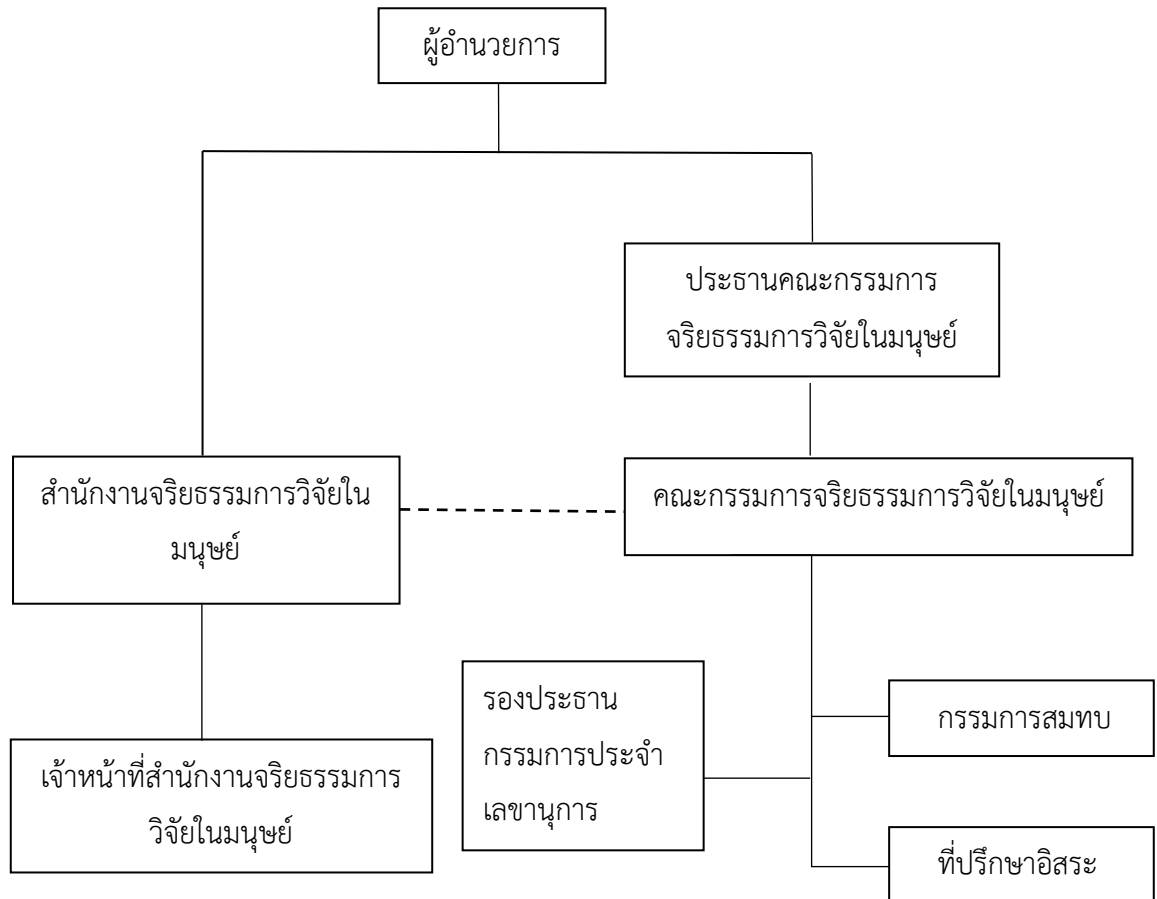 ผู้อำนวยการ
ประธานคณะกรรมการ
จริยธรรมการวิจัยในมนุษย์
สำนักงานจริยธรรมการวิจัยใน
มนุษย์
คณะกรรมการจริยธรรมการวิจัยในมนุษย์
เจ้าหน้าที่สำนักงานจริยธรรมการ
วิจัยในมนุษย์
รองประธาน
กรรมการประจำ
เลขานุการ
กรรมการสมทบ
ที่ปรึกษาอิสระ